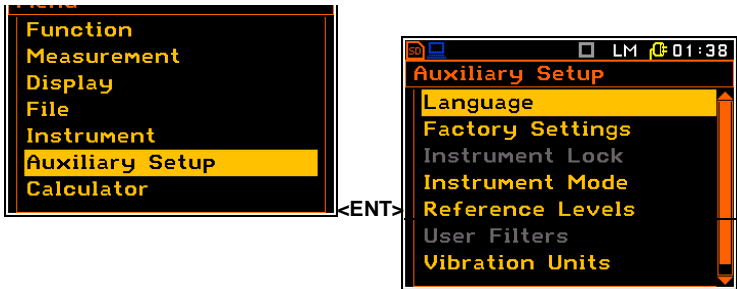 Menu
Function
Measurement
Display
File
Instrument
Auxiliary Setup
Calculator
<ENT>
SD LM 01:38
Auxiliary Setup
Language
Factory Settings
Instrument Lock
Instrument Mode
Reference Levels
User Filters
Vibration Units